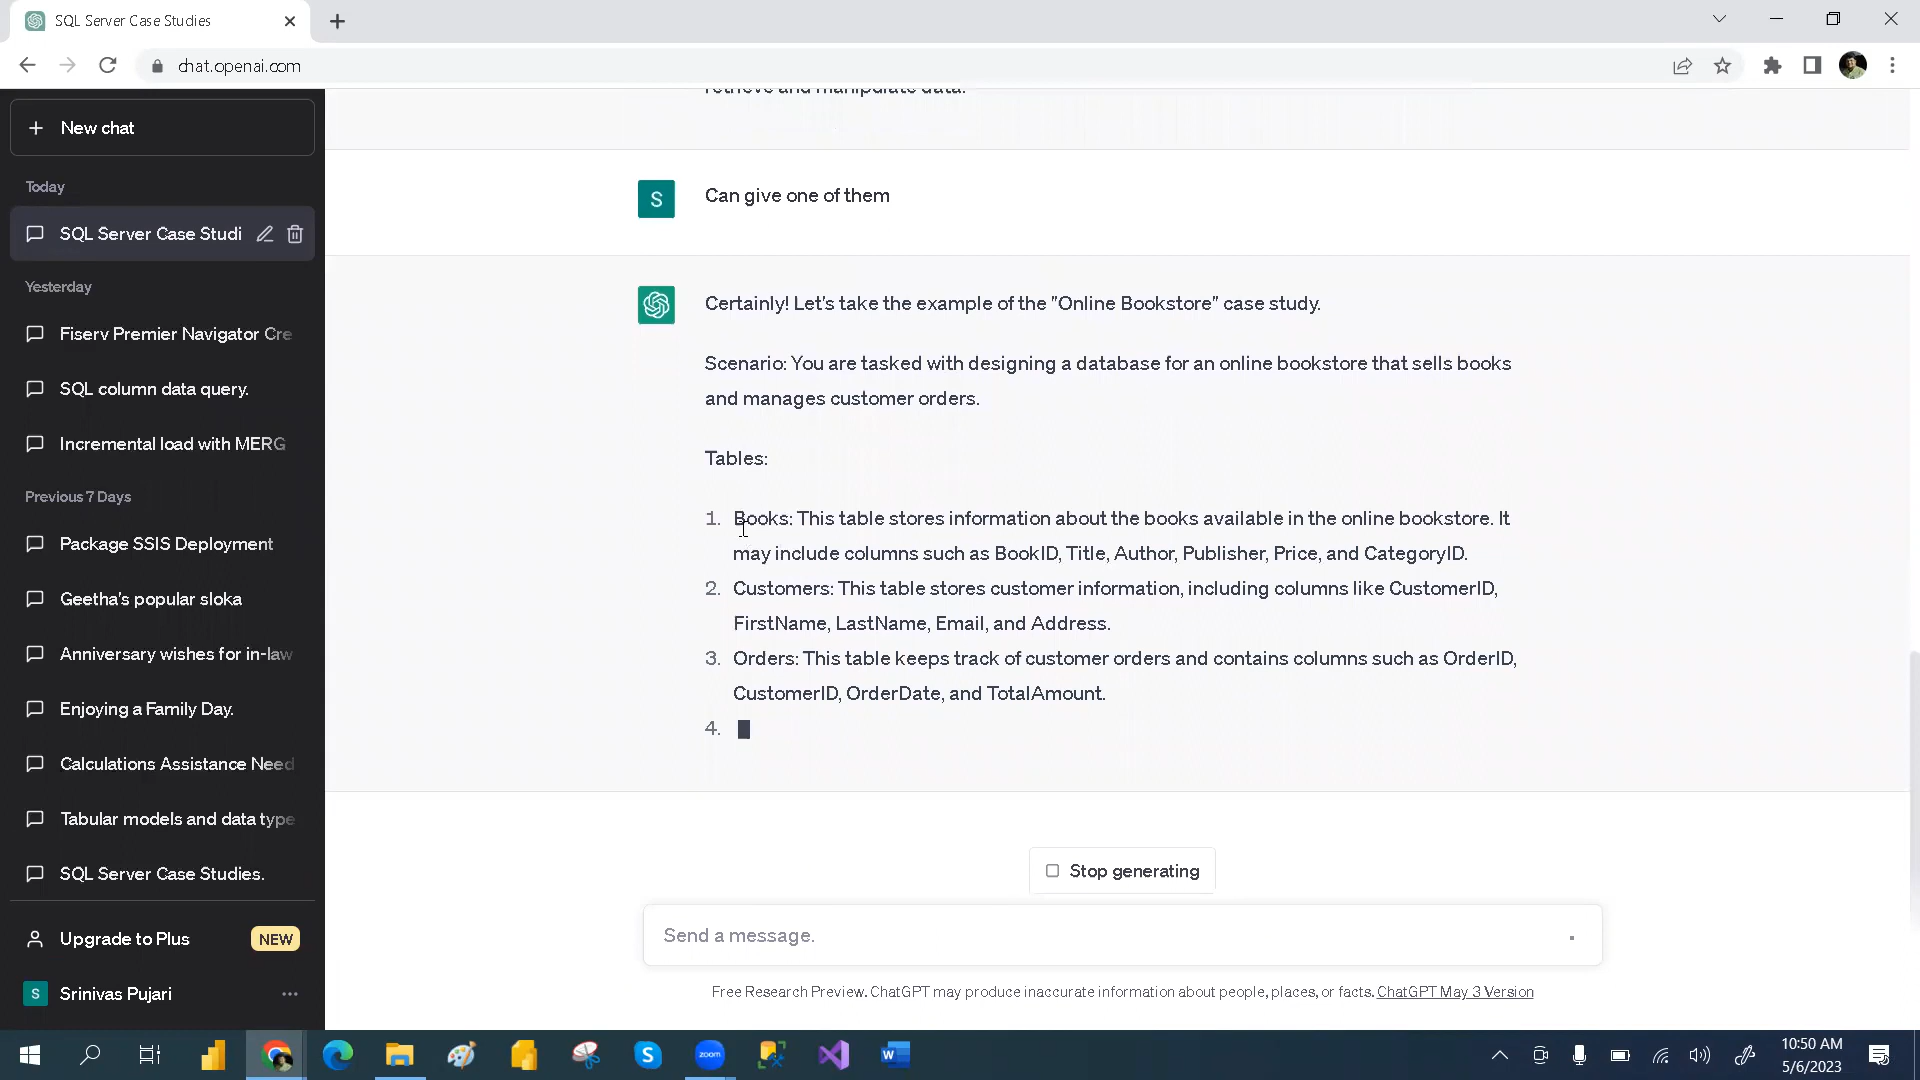 SQL Server Case Studies
chat.openai.com
New chat
Today
SQL Server Case Studi
Yesterday
Fiserv Premier Navigator Cre
SQL column data query.
Incremental load with MERG
Previous 7 Days
Package SSIS Deployment
Geetha's popular sloka
Anniversary wishes for in-law
Enjoying a Family Day.
Calculations Assistance Need
Tabular models and data type
SQL Server Case Studies.
Upgrade to Plus NEW
S Srinivas Pujari
retrieve and manipulate data.
S Can give one of them
Certainly! Let's take the example of the "Online Bookstore" case study.
Scenario: You are tasked with designing a database for an online bookstore that sells books
and manages customer orders.
Tables:
1. Books: This table stores information about the books available in the online bookstore. It
may include columns such as BookID, Title, Author, Publisher, Price, and CategoryID.
2. Customers: This table stores customer information, including columns like CustomerID,
FirstName, LastName, Email, and Address.
3. Orders: This table keeps track of customer orders and contains columns such as OrderID,
CustomerID, OrderDate, and TotalAmount.
4.
Stop generating
Send a message.
Free Research Preview. ChatGPT may produce inaccurate information about people, places, or facts. ChatGPT May 3 Version
S
zoom
W
10:50 AM
5/6/2023